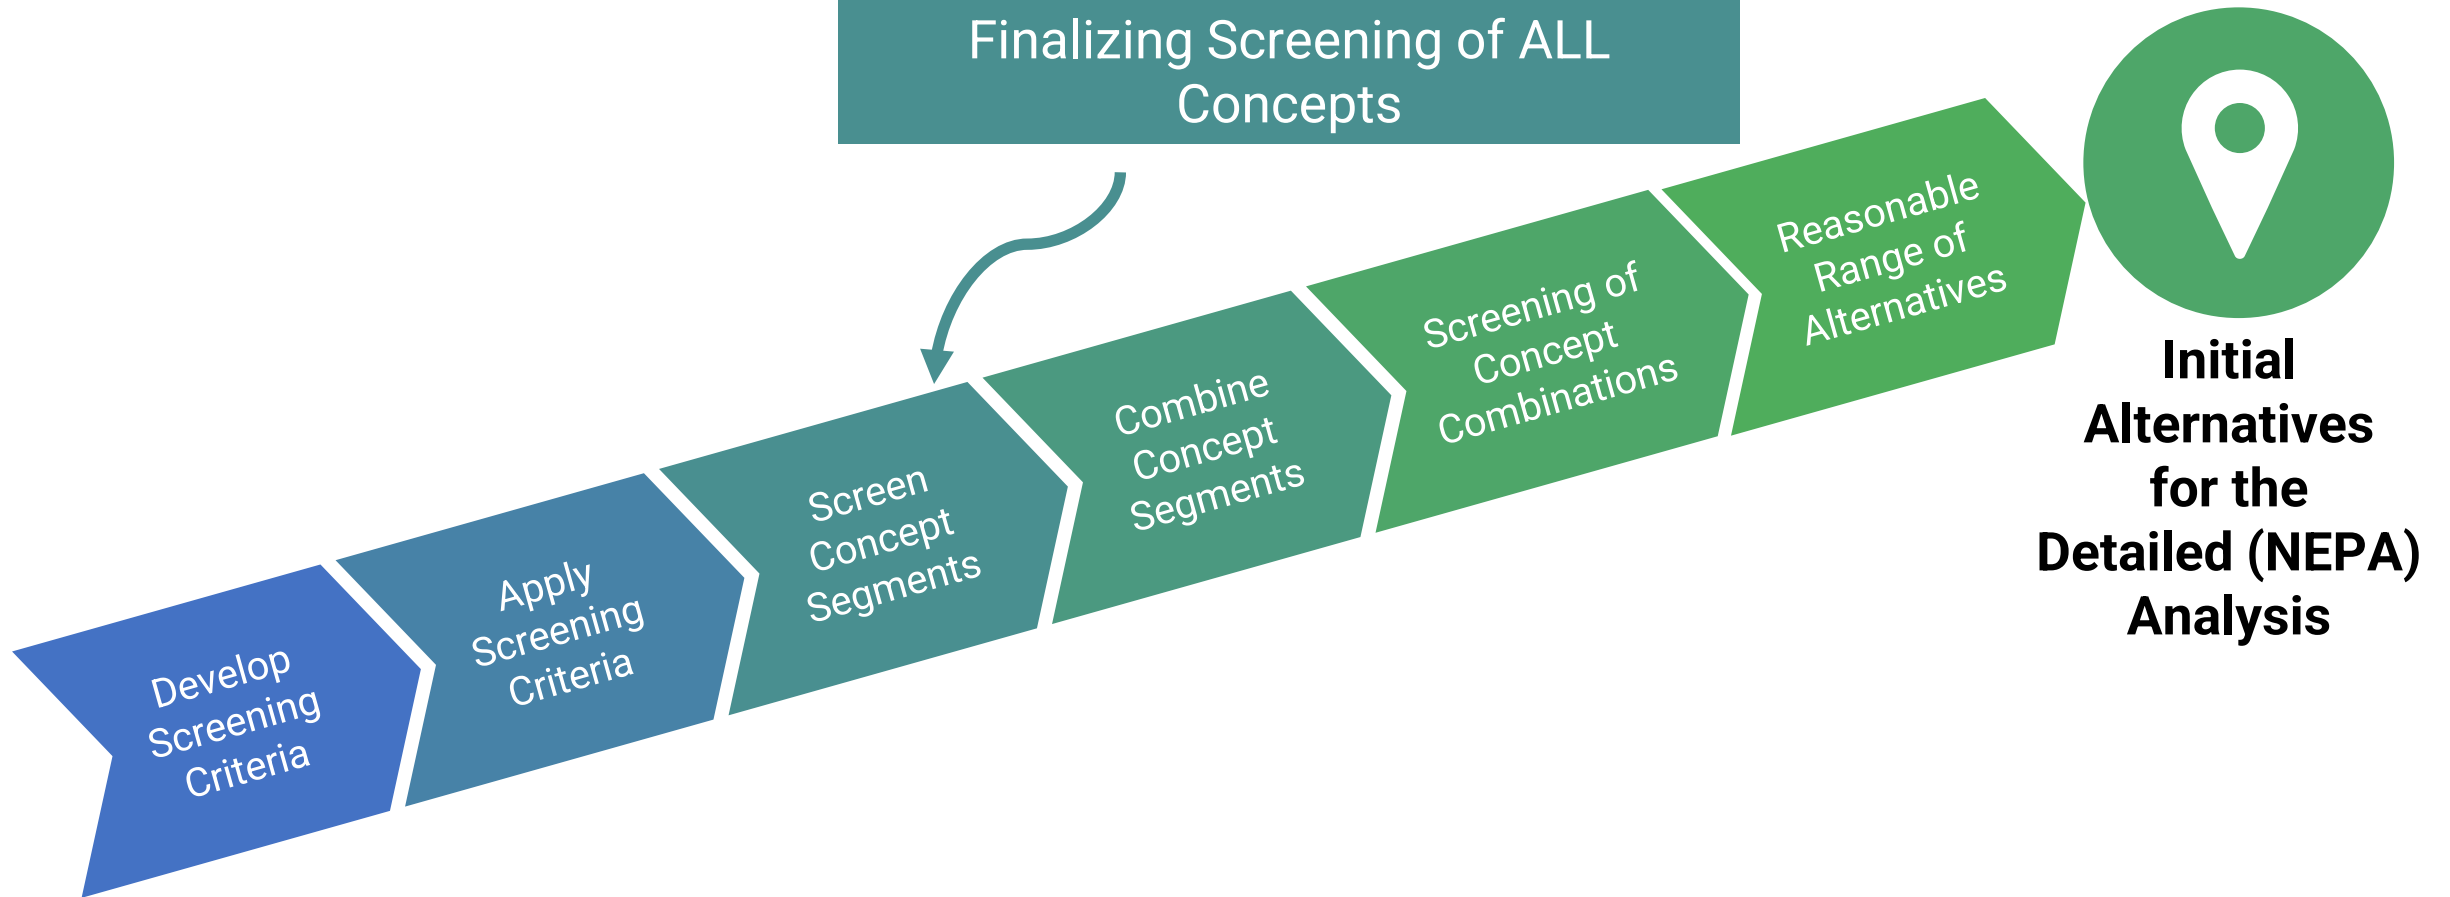 Finalizing Screening of ALL
Concepts
Develop
Screening
Criteria
Apply
Screening
Criteria
Screen
Concept
Segments
Combine
Concept
Segments
Screening of
Concept
Combinations
Reasonable
Range of
Alternatives
Initial
Alternatives
for the
Detailed (NEPA)
Analysis